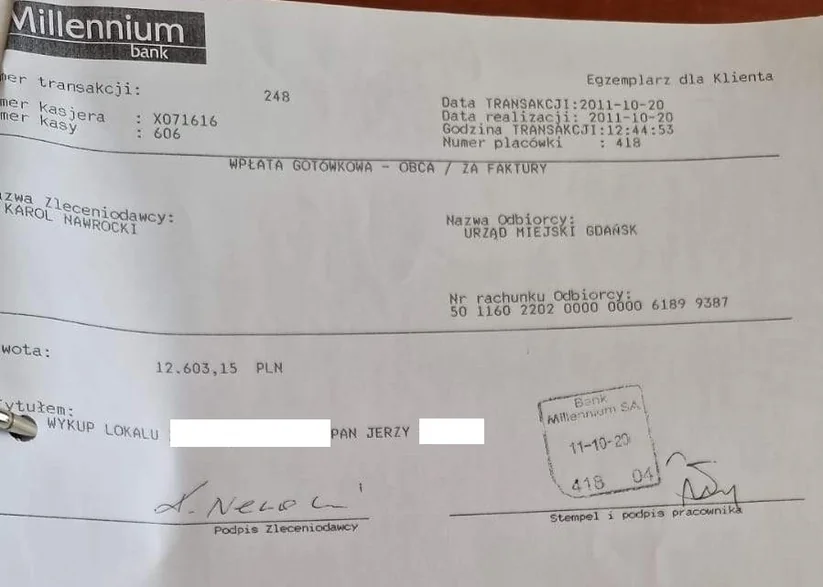 Millennium
bank
mer transakcji: 248
Egzemplarz dla Klienta
mer kasjera : X071616
mer kasy : 606
Data TRANSAKCJI:2011-10-20
Data realizacji: 2011-10-20
Godzina TRANSAKCJI:12:44:53
Numer placówki : 418
WPŁATA GOTÓWKOWA - OBCA / ZA FAKTURY
azwa Zleceniodawcy:
KAROL NAWROCKI
Nazwa Odbiorcy:
URZĄD MIEJSKI GDAŃSK
Nr rachunku Odbiorcy:
50 1160 2202 0000 0000 6189 9387
wota:
12.603,15 PLN
ytułem:
WYKUP LOKALU PAN JERZY
Bank
Millennium SA
11-10-20
418 04
Podpis Zleceniodawcy
Stempel i podpis pracownika